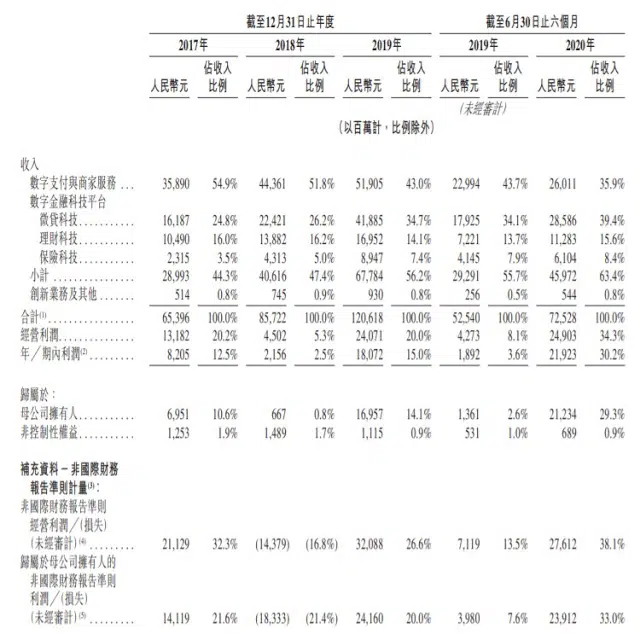 截至12月31日止年度 截至6月30日止六個月
2017年 2018年 2019年 2019年 2020年
佔收入 佔收入 佔收入 佔收入 佔收入
人民幣元 比例 人民幣元 比例 人民幣元 比例 人民幣元 比例 人民幣元 比例
(未經審計)
(以百萬計，比例除外)
收入
數字支付與商家服務 ... 35,890 54.9% 44,361 51.8% 51,905 43.0% 22,994 43.7% 26,011 35.9%
數字金融科技平台
微貸科技........... 16,187 24.8% 22,421 26.2% 41,885 34.7% 17,925 34.1% 28,586 39.4%
理財科技........... 10,490 16.0% 13,882 16.2% 16,952 14.1% 7,221 13.7% 11,283 15.6%
保險科技........... 2,315 3.5% 4,313 5.0% 8,947 7.4% 4,145 7.9% 6,104 8.4%
小計 ............... 28,993 44.3% 40,616 47.4% 67,784 56.2% 29,291 55.7% 45,972 63.4%
創新業務及其他 ....... 514 0.8% 745 0.9% 930 0.8% 256 0.5% 544 0.8%
合計(1)............... 65,396 100.0% 85,722 100.0% 120,618 100.0% 52,540 100.0% 72,528 100.0%
經營利潤............. 13,182 20.2% 4,502 5.3% 24,071 20.0% 4,273 8.1% 24,903 34.3%
年／期內利潤(2)......... 8,205 12.5% 2,156 2.5% 18,072 15.0% 1,892 3.6% 21,923 30.2%
歸屬於：
母公司擁有人.......... 6,951 10.6% 667 0.8% 16,957 14.1% 1,361 2.6% 21,234 29.3%
非控制性權益.......... 1,253 1.9% 1,489 1.7% 1,115 0.9% 531 1.0% 689 0.9%
補充資料－非國際財務
報告準則計量(3)：
非國際財務報告準則
經營利潤／(損失)
(未經審計)(4)......... 21,129 32.3% (14,379) (16.8%) 32,088 26.6% 7,119 13.5% 27,612 38.1%
歸屬於母公司擁有人的
非國際財務報告準則
利潤／(損失)
(未經審計)(5)......... 14,119 21.6% (18,333) (21.4%) 24,160 20.0% 3,980 7.6% 23,912 33.0%